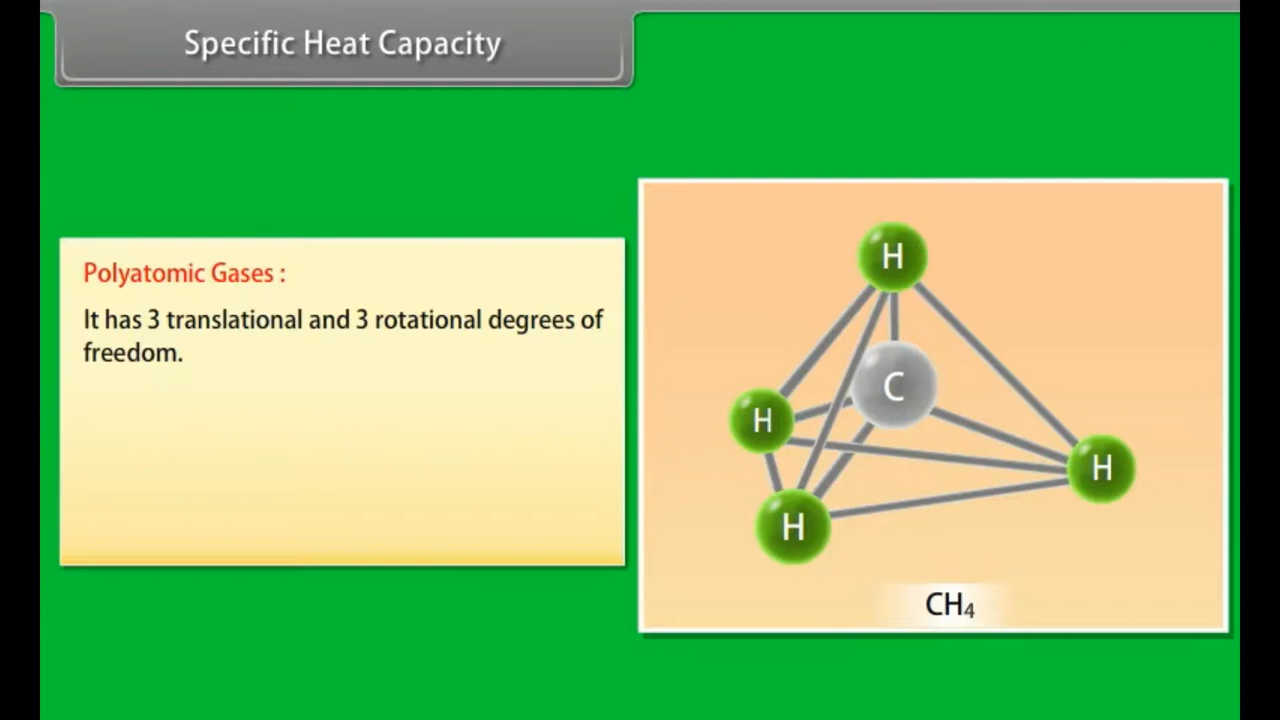 Specific Heat Capacity
Polyatomic Gases :
It has 3 translational and 3 rotational degrees of
freedom.
H
C
H
H
H
CH₄